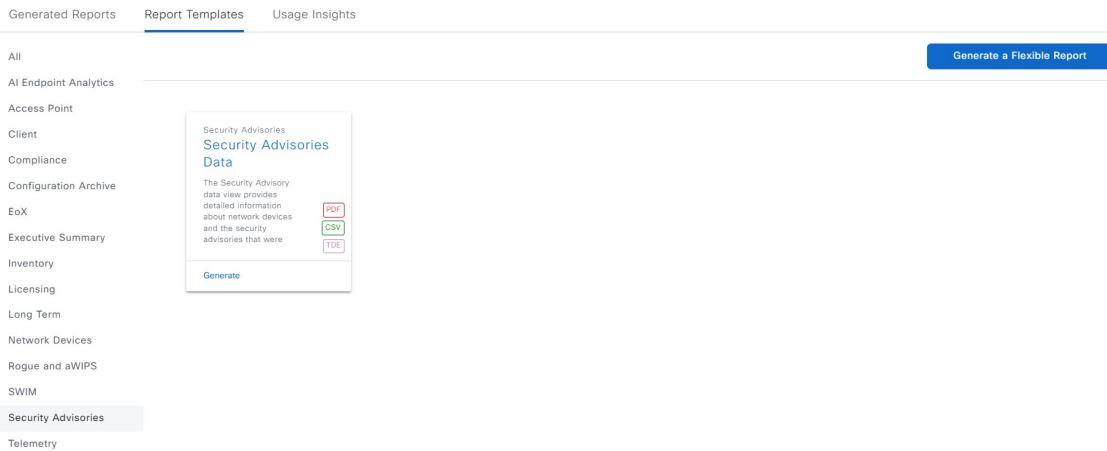 Generated Reports
Report Templates
Usage Insights
All
AI Endpoint Analytics
Access Point
Client
Compliance
Configuration Archive
EoX
Executive Summary
Inventory
Licensing
Long Term
Network Devices
Rogue and aWIPS
SWIM
Security Advisories
Telemetry
Generate a Flexible Report
Security Advisories
Security Advisories
Data
The Security Advisory
data view provides
detailed information
about network devices
and the security
advisories that were
PDF
CSV
TDE
Generate